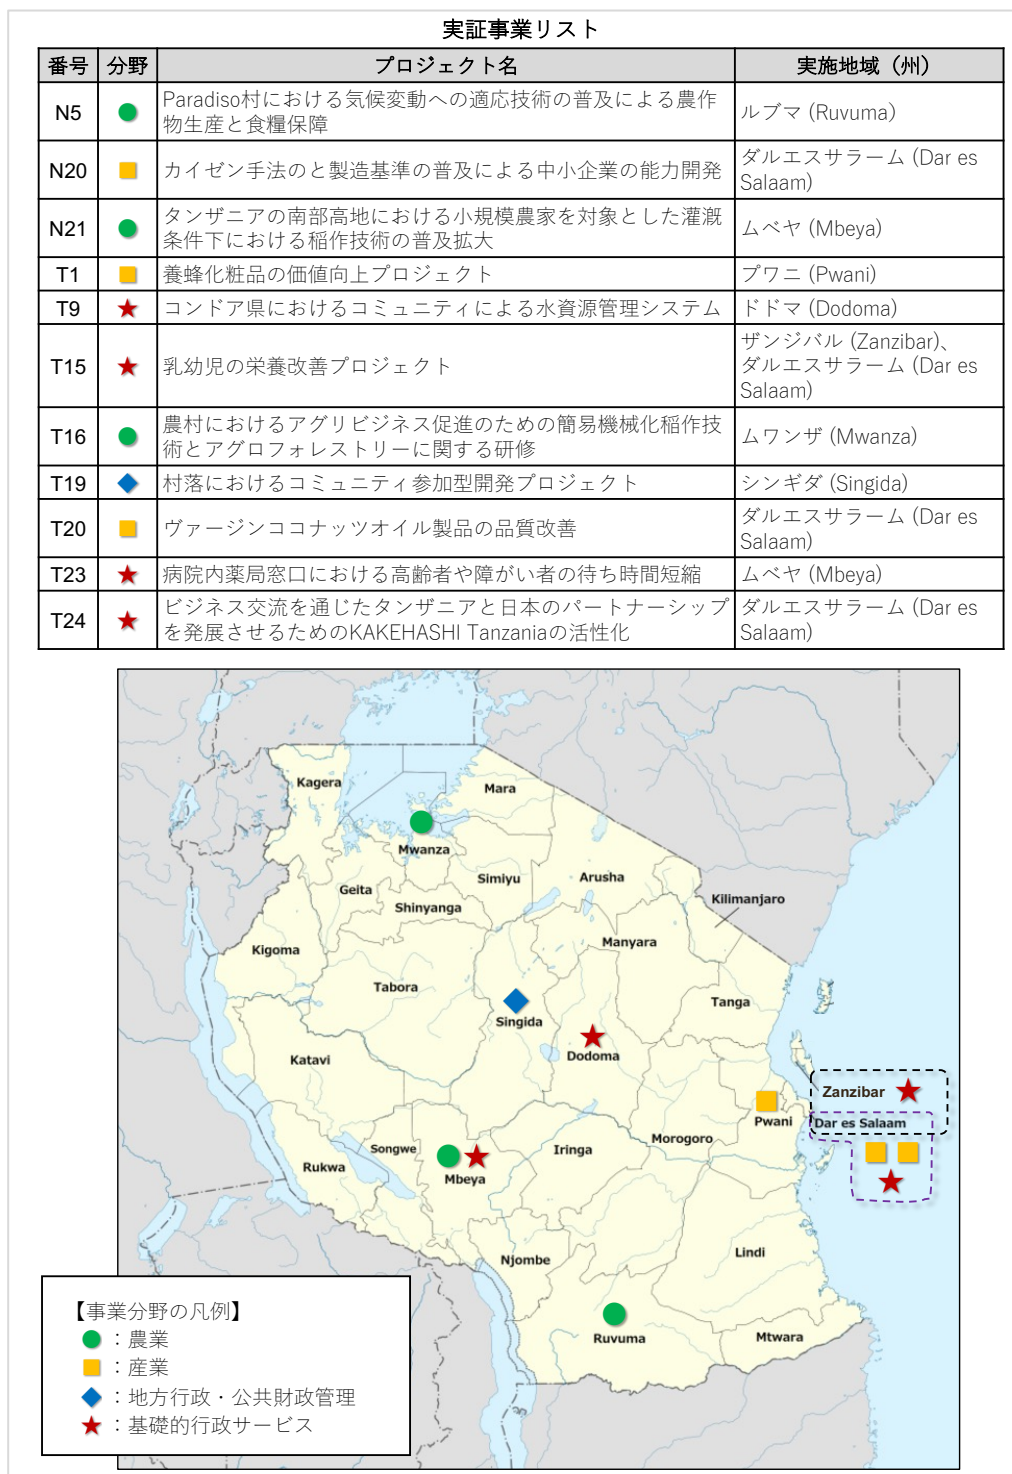 実証事業リスト
番号 分野 プロジェクト名 実施地域（州）
N5 Paradiso村における気候変動への適応技術の普及による農作
物生産と食糧保障 ルブマ (Ruvuma)
N20 カイゼン手法のと製造基準の普及による中小企業の能力開発 ダルエスサラーム (Dar es
Salaam)
N21 タンザニアの南部高地における小規模農家を対象とした灌漑
条件下における稲作技術の普及拡大 ムベヤ (Mbeya)
T1 養蜂化粧品の価値向上プロジェクト プワニ (Pwani)
T9 コンドア県におけるコミュニティによる水資源管理システム ドドマ (Dodoma)
T15 乳幼児の栄養改善プロジェクト ザンジバル (Zanzibar)、
ダルエスサラーム (Dar es
Salaam)
T16 農村におけるアグリビジネス促進のための簡易機械化稲作技
術とアグロフォレストリーに関する研修 ムワンザ (Mwanza)
T19 村落におけるコミュニティ参加型開発プロジェクト シンギダ (Singida)
T20 ヴァージンココナッツオイル製品の品質改善 ダルエスサラーム (Dar es
Salaam)
T23 病院内薬局窓口における高齢者や障がい者の待ち時間短縮 ムベヤ (Mbeya)
T24 ビジネス交流を通じたタンザニアと日本のパートナーシップ
を発展させるためのKAKEHASHI Tanzaniaの活性化 ダルエスサラーム (Dar es
Salaam)
Kagera
Mara
Mwanza
Simiyu
Arusha
Geita
Shinyanga
Kilimanjaro
Kigoma
Manyara
Tabora
Tanga
Singida
Dodoma
Katavi
Zanzibar
Pwani
Dar es Salaam
Morogoro
Songwe
Iringa
Rukwa
Mbeya
Njombe
Lindi
Ruvuma
Mtwara
【事業分野の凡例】
：農業
：産業
：地方行政・公共財政管理
：基礎的行政サービス